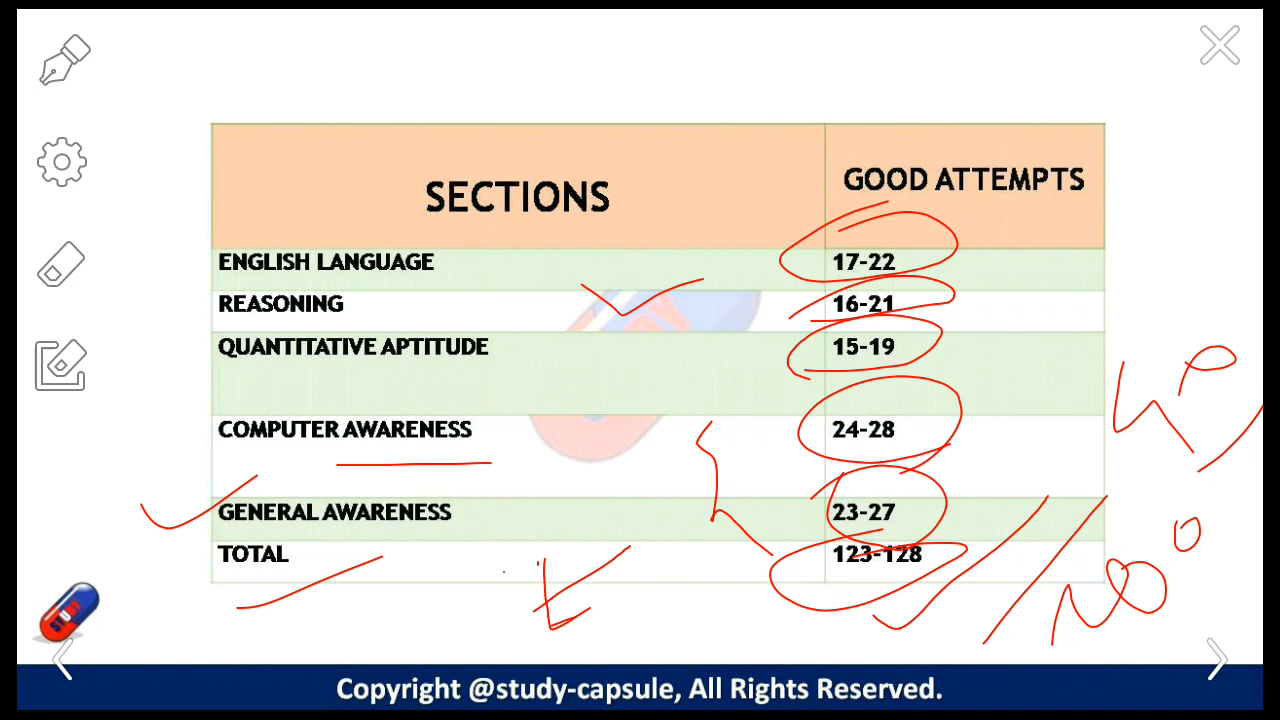 SECTIONS GOOD ATTEMPTS
ENGLISH LANGUAGE 17-22
REASONING 16-21
QUANTITATIVE APTITUDE 15-19
COMPUTER AWARENESS 24-28
GENERAL AWARENESS 23-27
TOTAL 123-128
STUDY
Copyright @study-capsule, All Rights Reserved.